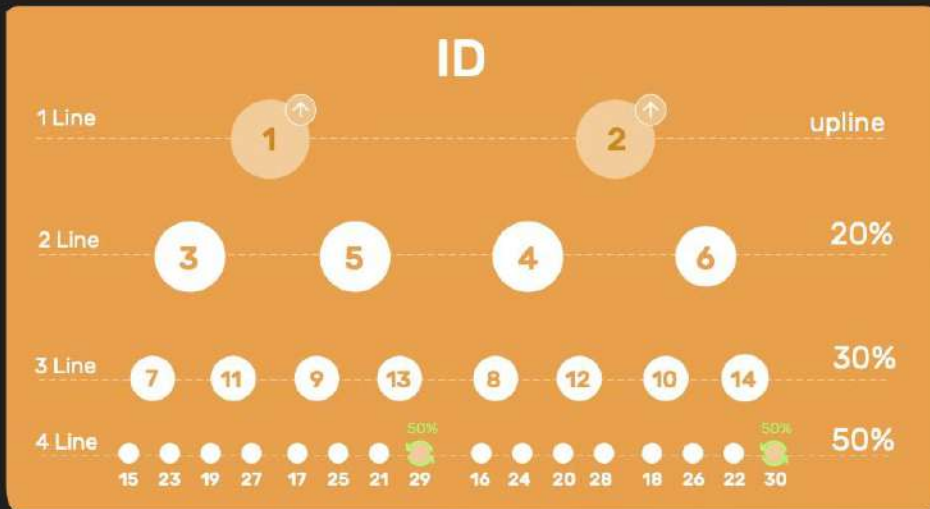 ID
1 Line 1 2 upline
2 Line 3 5 4 6 20%
3 Line 7 11 9 13 8 12 10 14 30%
50% 50%
4 Line 50%
15 23 19 27 17 25 21 29 16 24 20 28 18 26 22 30